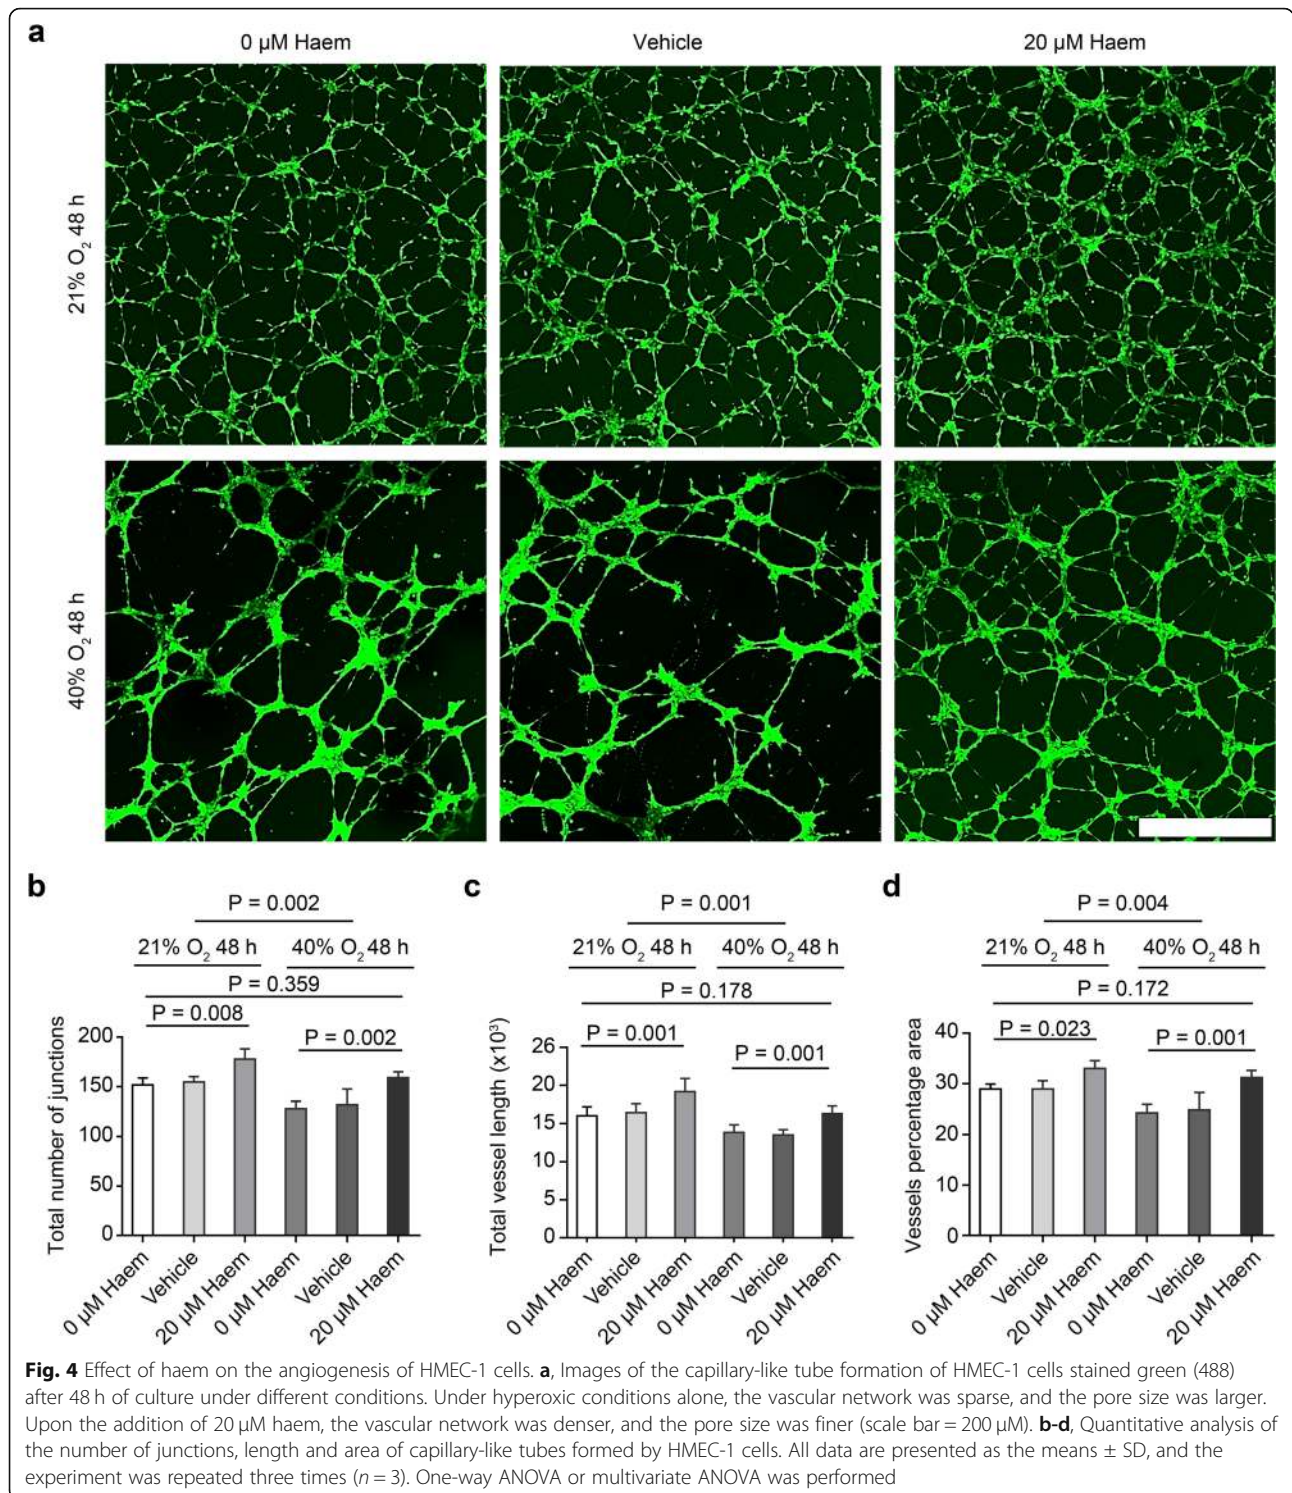 a
0 µM Haem
Vehicle
20 µM Haem
21% O₂ 48 h
40% O₂ 48 h
b
P = 0.002
21% O₂ 48 h
40% O₂ 48 h
P = 0.359
P = 0.008
P = 0.002
Total number of junctions
200
150
100
50
0
0 µM Haem
Vehicle
20 µM Haem
0 µM Haem
Vehicle
20 µM Haem
c
P = 0.001
21% O₂ 48 h
40% O₂ 48 h
P = 0.178
P = 0.001
P = 0.001
Total vessel length (x10³)
26
20
15
10
5
0
0 µM Haem
Vehicle
20 µM Haem
0 µM Haem
Vehicle
20 µM Haem
d
P = 0.004
21% O₂ 48 h
40% O₂ 48 h
P = 0.172
P = 0.023
P = 0.001
Vessels percentage area
40
30
20
10
0
0 µM Haem
Vehicle
20 µM Haem
0 µM Haem
Vehicle
20 µM Haem
Fig. 4 Effect of haem on the angiogenesis of HMEC-1 cells. a, Images of the capillary-like tube formation of HMEC-1 cells stained green (488)
after 48 h of culture under different conditions. Under hyperoxic conditions alone, the vascular network was sparse, and the pore size was larger.
Upon the addition of 20 µM haem, the vascular network was denser, and the pore size was finer (scale bar = 200 µM). b-d, Quantitative analysis of
the number of junctions, length and area of capillary-like tubes formed by HMEC-1 cells. All data are presented as the means ± SD, and the
experiment was repeated three times (n = 3). One-way ANOVA or multivariate ANOVA was performed